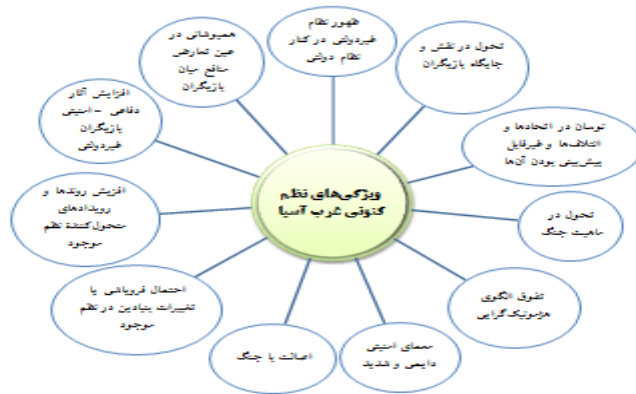 ظهور نظام
غیردولتی در کنار
نظام دولتی
تحول در نقش و
جایگاه بازیگران
نوسان در اتحادها و
ائتلاف‌ها و غیرقابل
پیش‌بینی بودن آن‌ها
تحول در
ماهیت جنگ
تفوق الگوی
هژمونیک‌گرایی
معمای امنیتی
دایمی و شدید
اصالت با جنگ
احتمال فروپاشی یا
تغییرات بنیادین در نظم
موجود
افزیش روندها و
رویدادهای
متحول‌کنندهٔ نظم
موجود
افزایش آثار
دفاعی - امنیتی
بازیگران
غیردولتی
همپوشانی در
عین تعارض
منافع میان
بازیگران
ویژگی‌های نظم
کنونی غرب آسیا